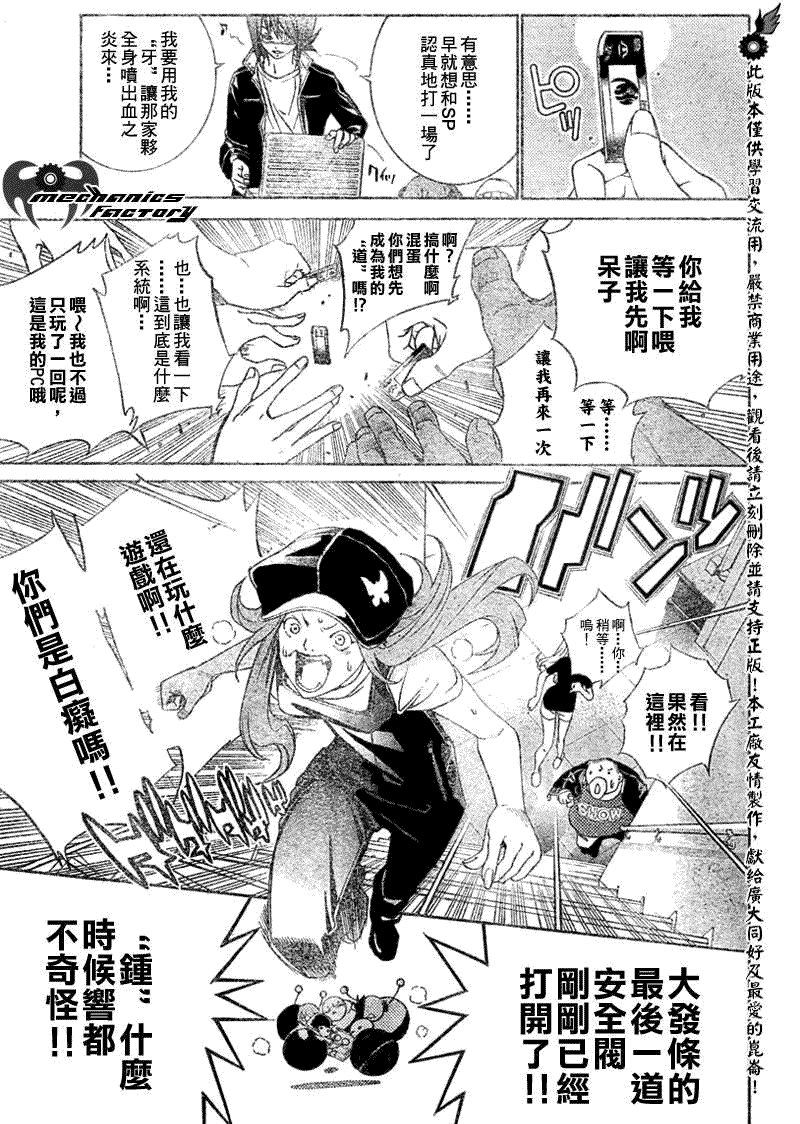 有意思……
早就想和SP
認真地打一場了
我要用我的
“牙”讓那家夥
全身噴出血之
炎來…
mechanics
factory
你給我
等一下喂
讓我先啊
呆子
等……
等一下
讓我再來一次
啊?
搞什麼啊
混蛋
你們想先
成為我的
“道”嗎!?
也…也讓我看一下
……這到底是什麼
系統啊…
喂~我也不過
只玩了一回呢,
這是我的PC哦
看!!
果然在
這裡!!
啊…你…
稍等……
嗚!
SHOW
還在玩什麼
遊戲啊!!
你們是白癡嗎!!
大發條的
最後一道
安全閥
剛剛已經
打開了!!
“鍾”什麼
時候響都
不奇怪!!
此版本僅供學習交流用,嚴禁商業用途,觀看後請立刻刪除並請支持正版!本工廠友情製作,獻給廣大同好及最愛的崑崙!